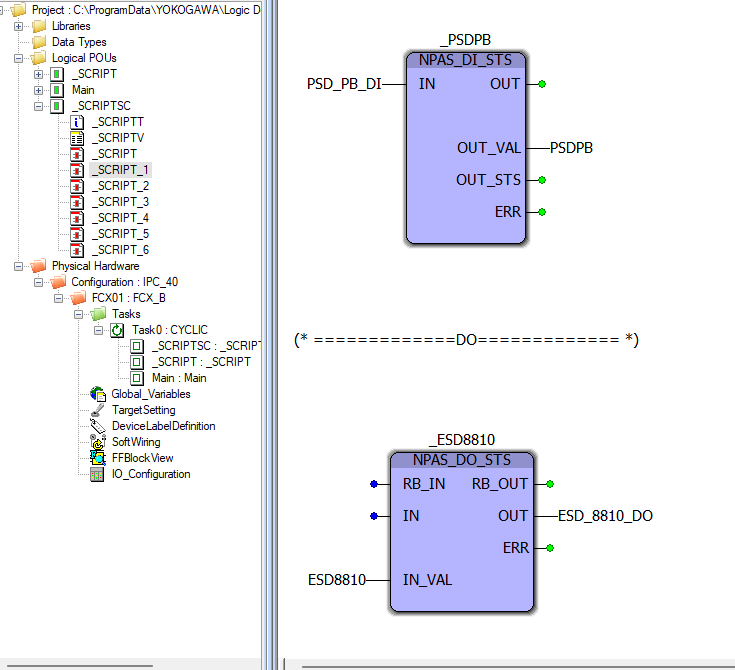 Project : C:\ProgramData\YOKOGAWA\Logic D
Libraries
Data Types
Logical POUs
_SCRIPT
Main
_SCRIPTSC
_SCRIPTT
_SCRIPTV
_SCRIPT
_SCRIPT_1
_SCRIPT_2
_SCRIPT_3
_SCRIPT_4
_SCRIPT_5
_SCRIPT_6
Physical Hardware
Configuration : IPC_40
FCX01 : FCX_B
Tasks
Task0 : CYCLIC
_SCRIPTSC : _SCRIPT
_SCRIPT : _SCRIPT
Main : Main
Global_Variables
TargetSetting
DeviceLabelDefinition
SoftWiring
FFBlockView
IO_Configuration
_PSDPB
NPAS_DI_STS
PSD_PB_DI IN OUT
OUT_VAL PSDPB
OUT_STS
ERR
(* =============DO============= *)
_ESD8810
NPAS_DO_STS
RB_IN RB_OUT
IN OUT ESD_8810_DO
ERR
ESD8810 IN_VAL